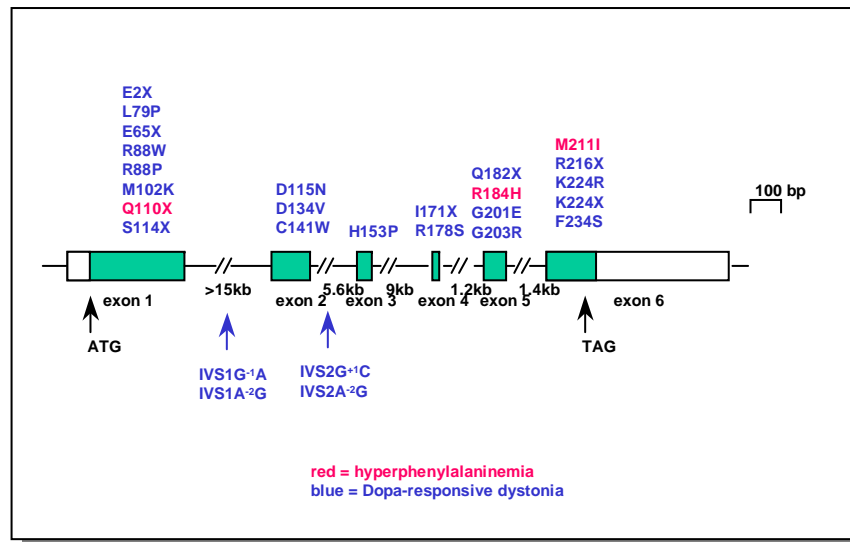 E2X
L79P
E65X
R88W
R88P
M102K
Q110X
S114X
D115N
D134V
C141W
H153P
I171X
R178S
Q182X
R184H
G201E
G203R
M211I
R216X
K224R
K224X
F234S
100 bp
exon 1
>15kb
exon 2
5.6kb
exon 3
9kb
exon 4
1.2kb
exon 5
1.4kb
exon 6
ATG
TAG
IVS1G-1A
IVS1A-2G
IVS2G+1C
IVS2A-2G
red = hyperphenylalaninemia
blue = Dopa-responsive dystonia